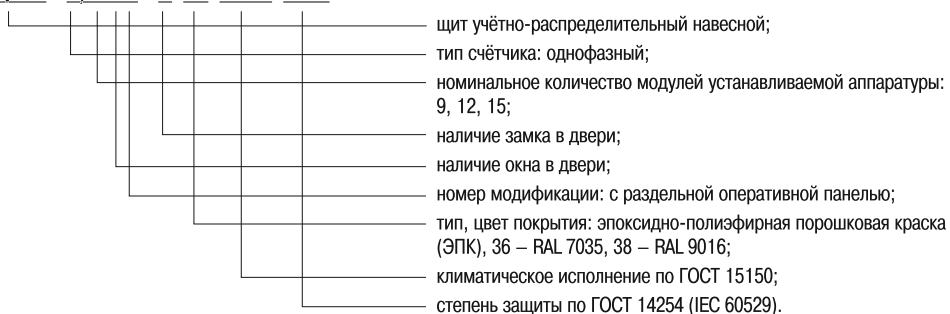 щит учётно-распределительный навесной;
тип счётчика: однофазный;
номинальное количество модулей устанавливаемой аппаратуры:
9, 12, 15;
наличие замка в двери;
наличие окна в двери;
номер модификации: с раздельной оперативной панелью;
тип, цвет покрытия: эпоксидно-полиэфирная порошковая краска
(ЭПК), 36 – RAL 7035, 38 – RAL 9016;
климатическое исполнение по ГОСТ 15150;
степень защиты по ГОСТ 14254 (IEC 60529).